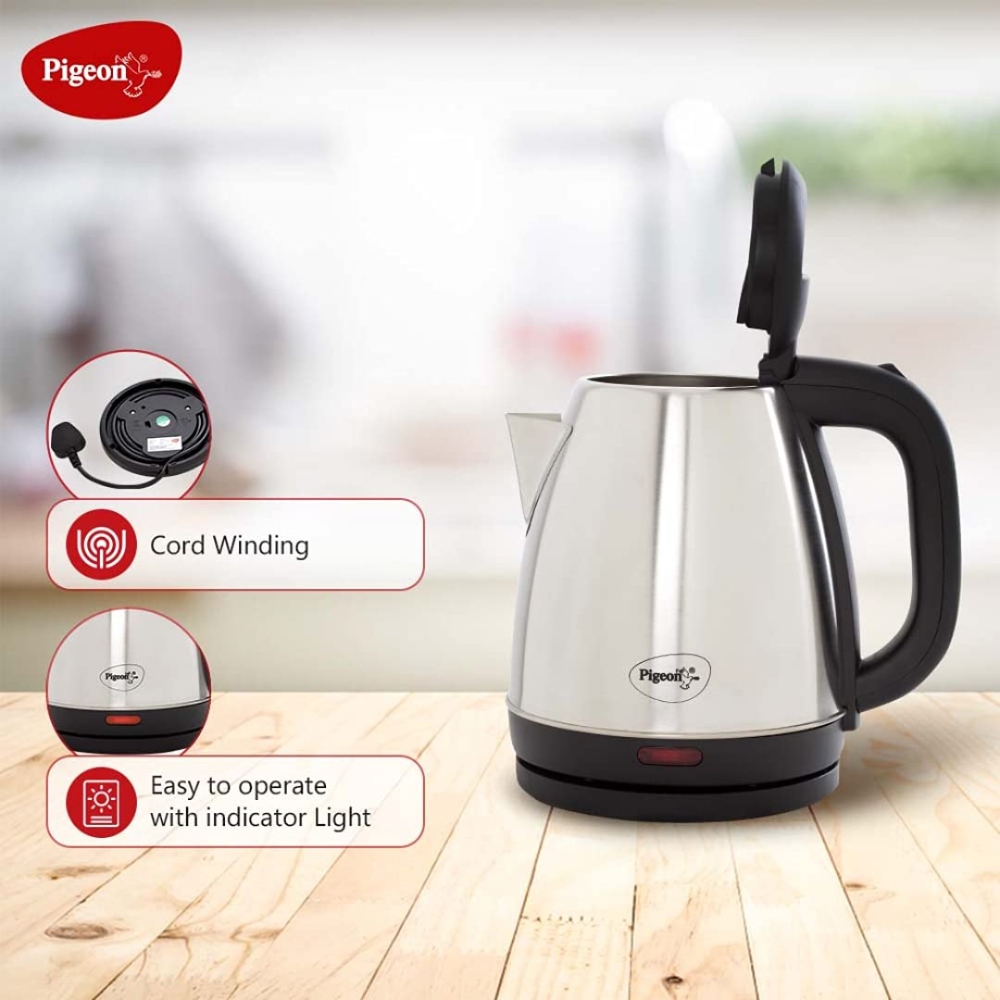 Pigeon®
Cord Winding
Pigeon
Easy to operate
with indicator Light
Pigeon®